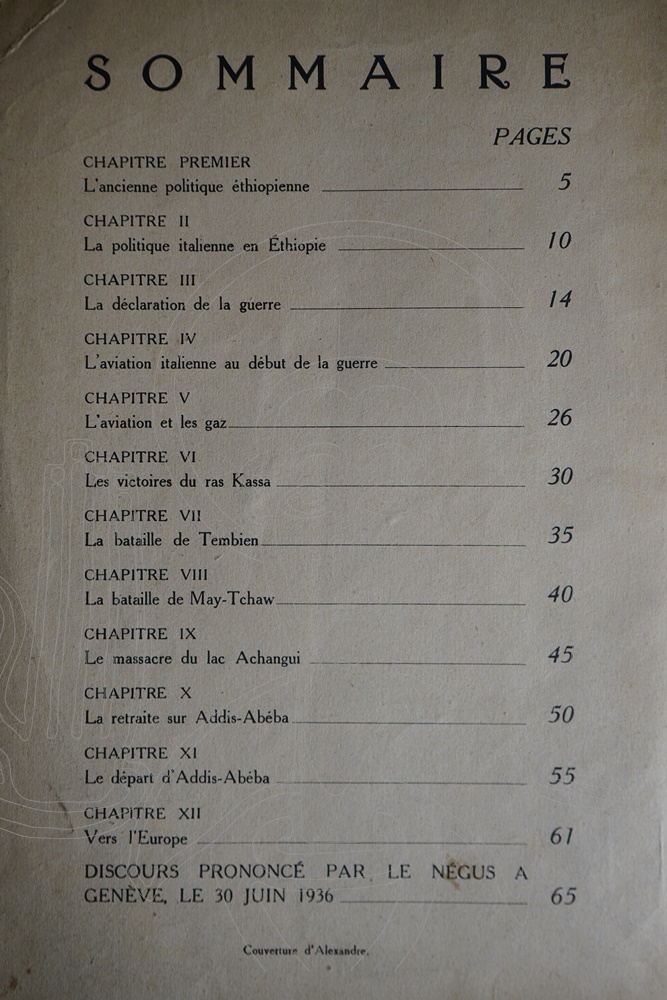 SOMMAIRE
PAGES
CHAPITRE PREMIER
L'ancienne politique éthiopienne 5
CHAPITRE II
La politique italienne en Éthiopie 10
CHAPITRE III
La déclaration de la guerre 14
CHAPITRE IV
L'aviation italienne au début de la guerre 20
CHAPITRE V
L'aviation et les gaz 26
CHAPITRE VI
Les victoires du ras Kassa 30
CHAPITRE VII
La bataille de Tembien 35
CHAPITRE VIII
La bataille de May-Tchaw 40
CHAPITRE IX
Le massacre du lac Achangui 45
CHAPITRE X
La retraite sur Addis-Abéba 50
CHAPITRE XI
Le départ d'Addis-Abéba 55
CHAPITRE XII
Vers l'Europe 61
DISCOURS PRONONCÉ PAR LE NÉGUS A
GENÈVE, LE 30 JUIN 1936 65
Couverture d'Alexandre.